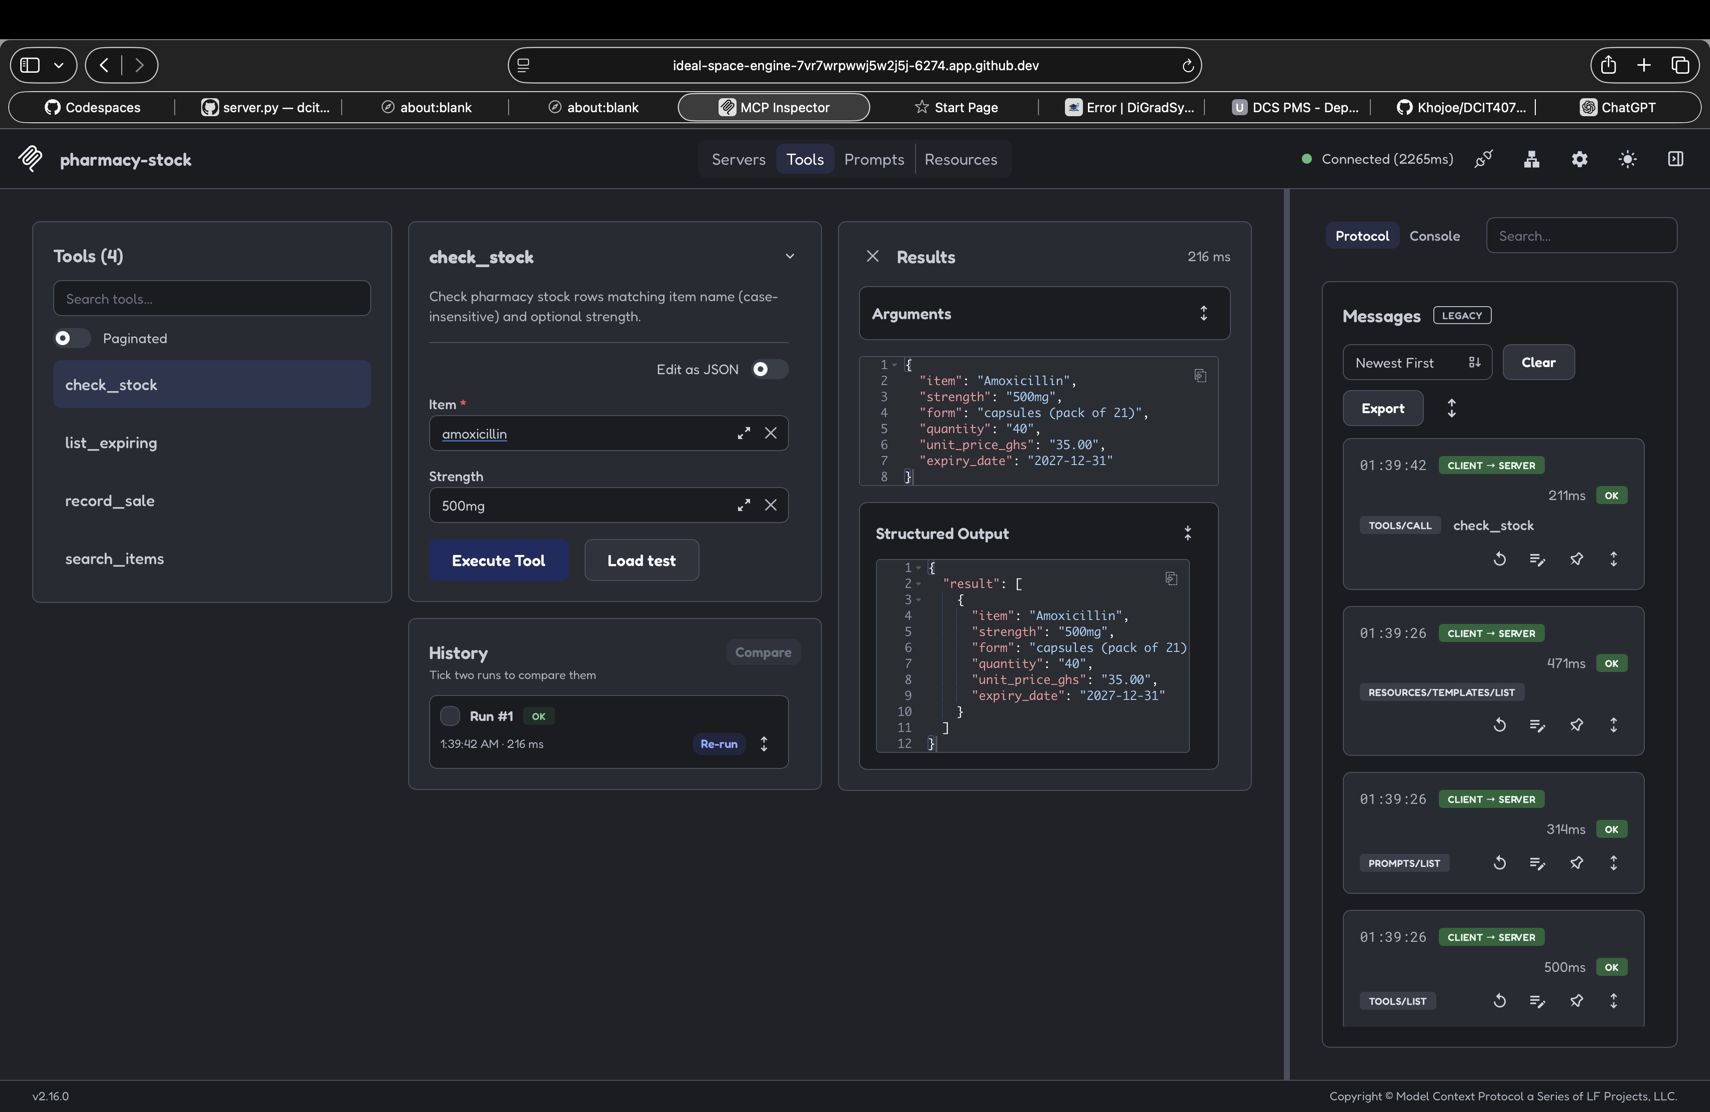 ideal-space-engine-7vr7wrpwwj5w2j5j-6274.app.github.dev
Codespaces
server.py — dcit...
about:blank
about:blank
MCP Inspector
Start Page
Error | DiGradSy...
DCS PMS - Dep...
Khojoe/DCIT407...
ChatGPT
pharmacy-stock
Servers
Tools
Prompts
Resources
Connected (2265ms)
Tools (4)
Search tools...
Paginated
check_stock
list_expiring
record_sale
search_items
check_stock
Check pharmacy stock rows matching item name (case-
insensitive) and optional strength.
Edit as JSON
Item *
amoxicillin
Strength
500mg
Execute Tool
Load test
History
Compare
Tick two runs to compare them
Run #1 OK
1:39:42 AM · 216 ms
Re-run
Results
216 ms
Arguments
1 {
2 "item": "Amoxicillin",
3 "strength": "500mg",
4 "form": "capsules (pack of 21)",
5 "quantity": "40",
6 "unit_price_ghs": "35.00",
7 "expiry_date": "2027-12-31"
8 }
Structured Output
1 {
2 "result": [
3 {
4 "item": "Amoxicillin",
5 "strength": "500mg",
6 "form": "capsules (pack of 21)
7 "quantity": "40",
8 "unit_price_ghs": "35.00",
9 "expiry_date": "2027-12-31"
10 }
11 ]
12 }
Protocol
Console
Search...
Messages LEGACY
Newest First
Clear
Export
01:39:42 CLIENT → SERVER
211ms OK
TOOLS/CALL check_stock
01:39:26 CLIENT → SERVER
471ms OK
RESOURCES/TEMPLATES/LIST
01:39:26 CLIENT → SERVER
314ms OK
PROMPTS/LIST
01:39:26 CLIENT → SERVER
500ms OK
TOOLS/LIST
v2.16.0
Copyright © Model Context Protocol a Series of LF Projects, LLC.